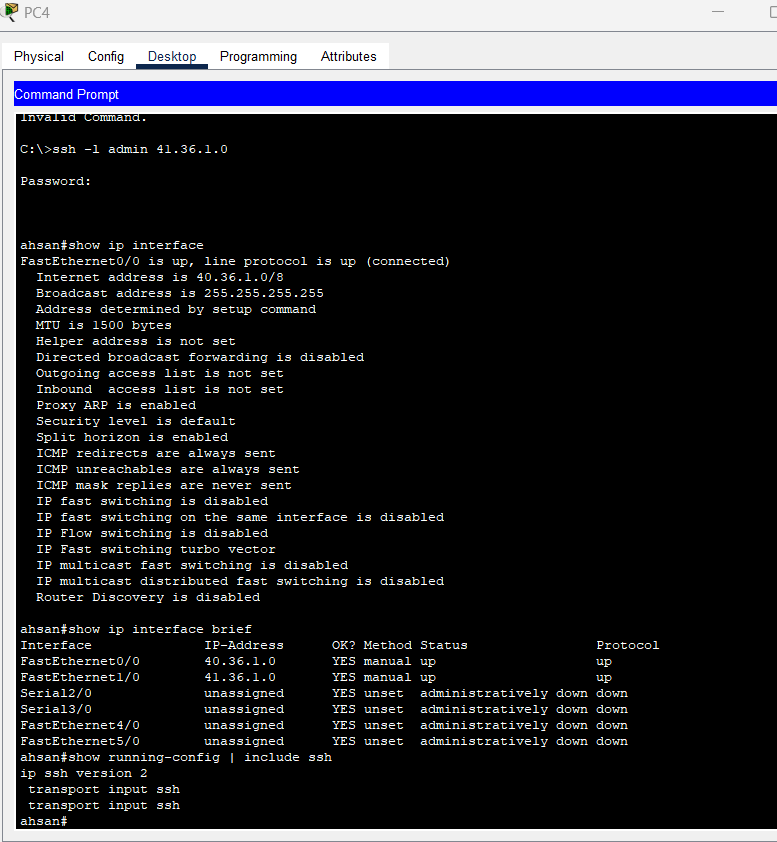 PC4
Physical Config Desktop Programming Attributes
Command Prompt
Invalid Command.
C:\>ssh -l admin 41.36.1.0
Password:
ahsan#show ip interface
FastEthernet0/0 is up, line protocol is up (connected)
  Internet address is 40.36.1.0/8
  Broadcast address is 255.255.255.255
  Address determined by setup command
  MTU is 1500 bytes
  Helper address is not set
  Directed broadcast forwarding is disabled
  Outgoing access list is not set
  Inbound  access list is not set
  Proxy ARP is enabled
  Security level is default
  Split horizon is enabled
  ICMP redirects are always sent
  ICMP unreachables are always sent
  ICMP mask replies are never sent
  IP fast switching is disabled
  IP fast switching on the same interface is disabled
  IP Flow switching is disabled
  IP Fast switching turbo vector
  IP multicast fast switching is disabled
  IP multicast distributed fast switching is disabled
  Router Discovery is disabled
ahsan#show ip interface brief
Interface              IP-Address      OK? Method Status                Protocol
FastEthernet0/0        40.36.1.0       YES manual up                    up
FastEthernet1/0        41.36.1.0       YES manual up                    up
Serial2/0              unassigned      YES unset  administratively down down
Serial3/0              unassigned      YES unset  administratively down down
FastEthernet4/0        unassigned      YES unset  administratively down down
FastEthernet5/0        unassigned      YES unset  administratively down down
ahsan#show running-config | include ssh
ip ssh version 2
 transport input ssh
 transport input ssh
ahsan#